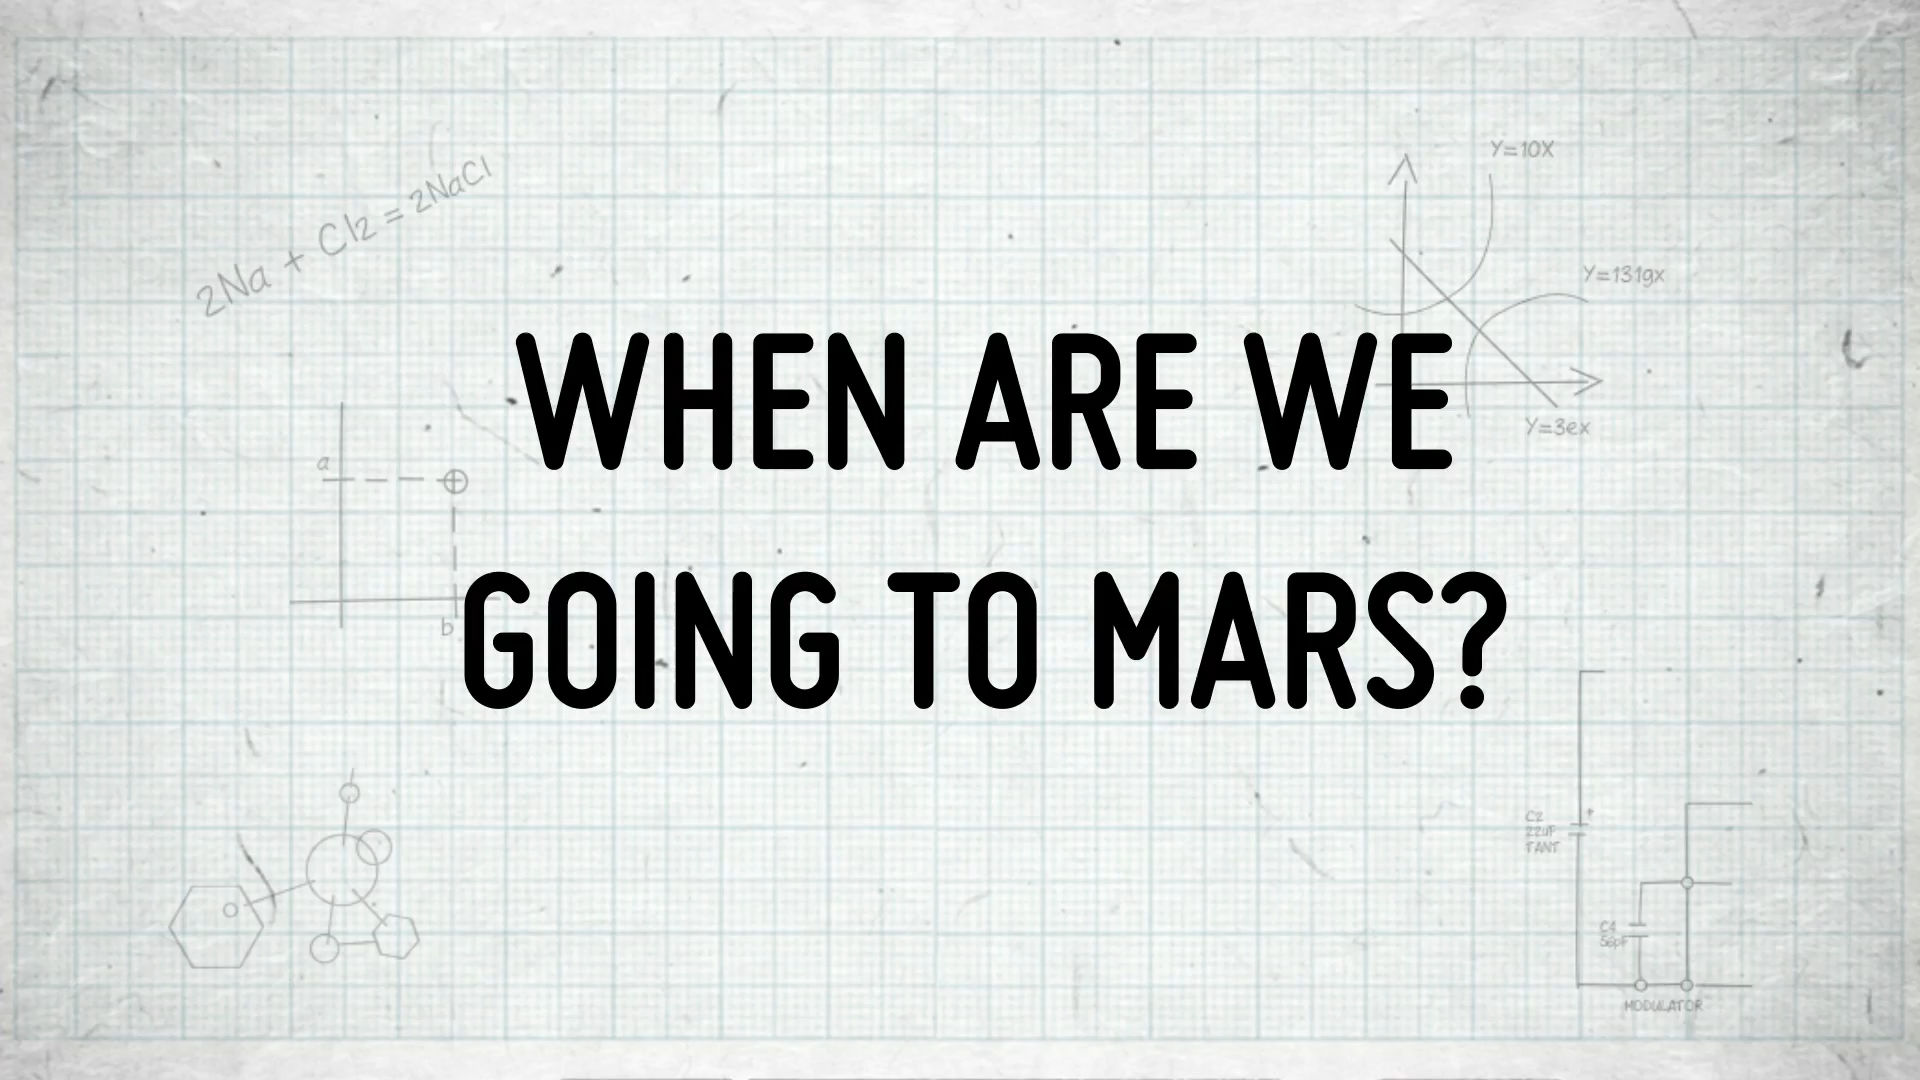 2Na + Cl2 = 2NaCl
Y=10X
Y=131gx
WHEN ARE WE
Y=3ex
a
GOING TO MARS?
b
C2
22uF
TANT
+
C4
56pF
MODULATOR